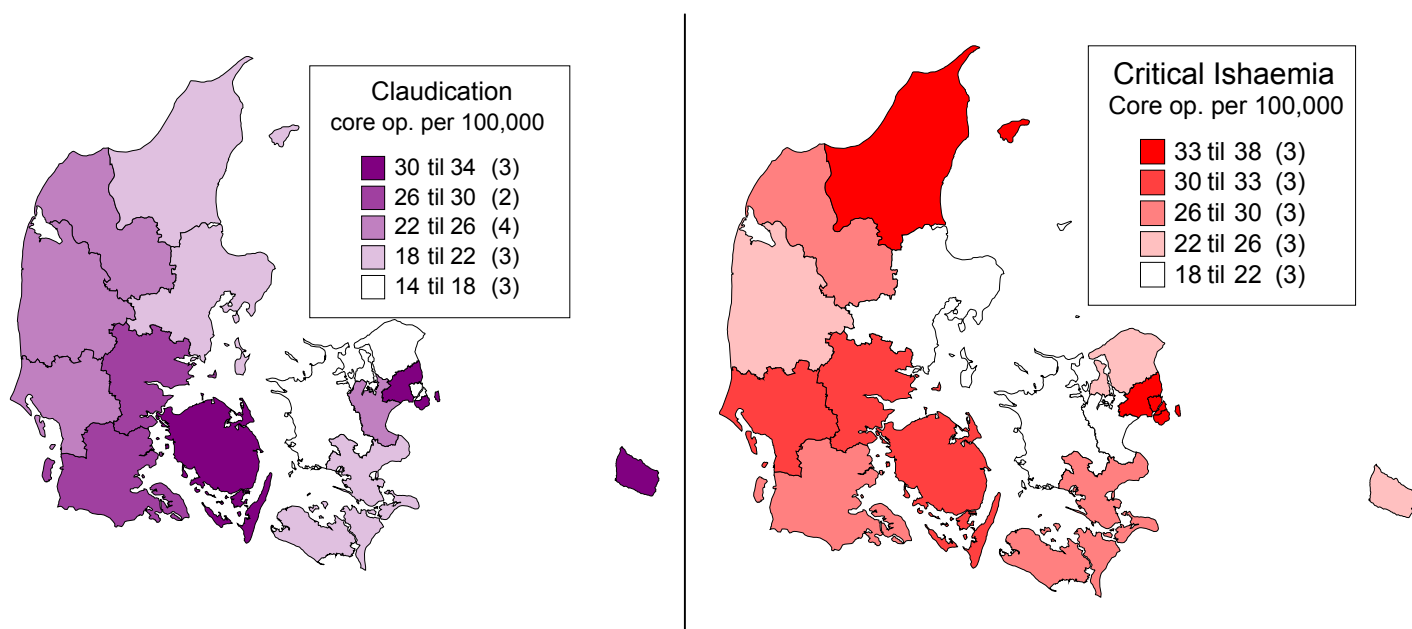 Claudication
core op. per 100,000
30 til 34 (3)
26 til 30 (2)
22 til 26 (4)
18 til 22 (3)
14 til 18 (3)
Critical Ishaemia
Core op. per 100,000
33 til 38 (3)
30 til 33 (3)
26 til 30 (3)
22 til 26 (3)
18 til 22 (3)